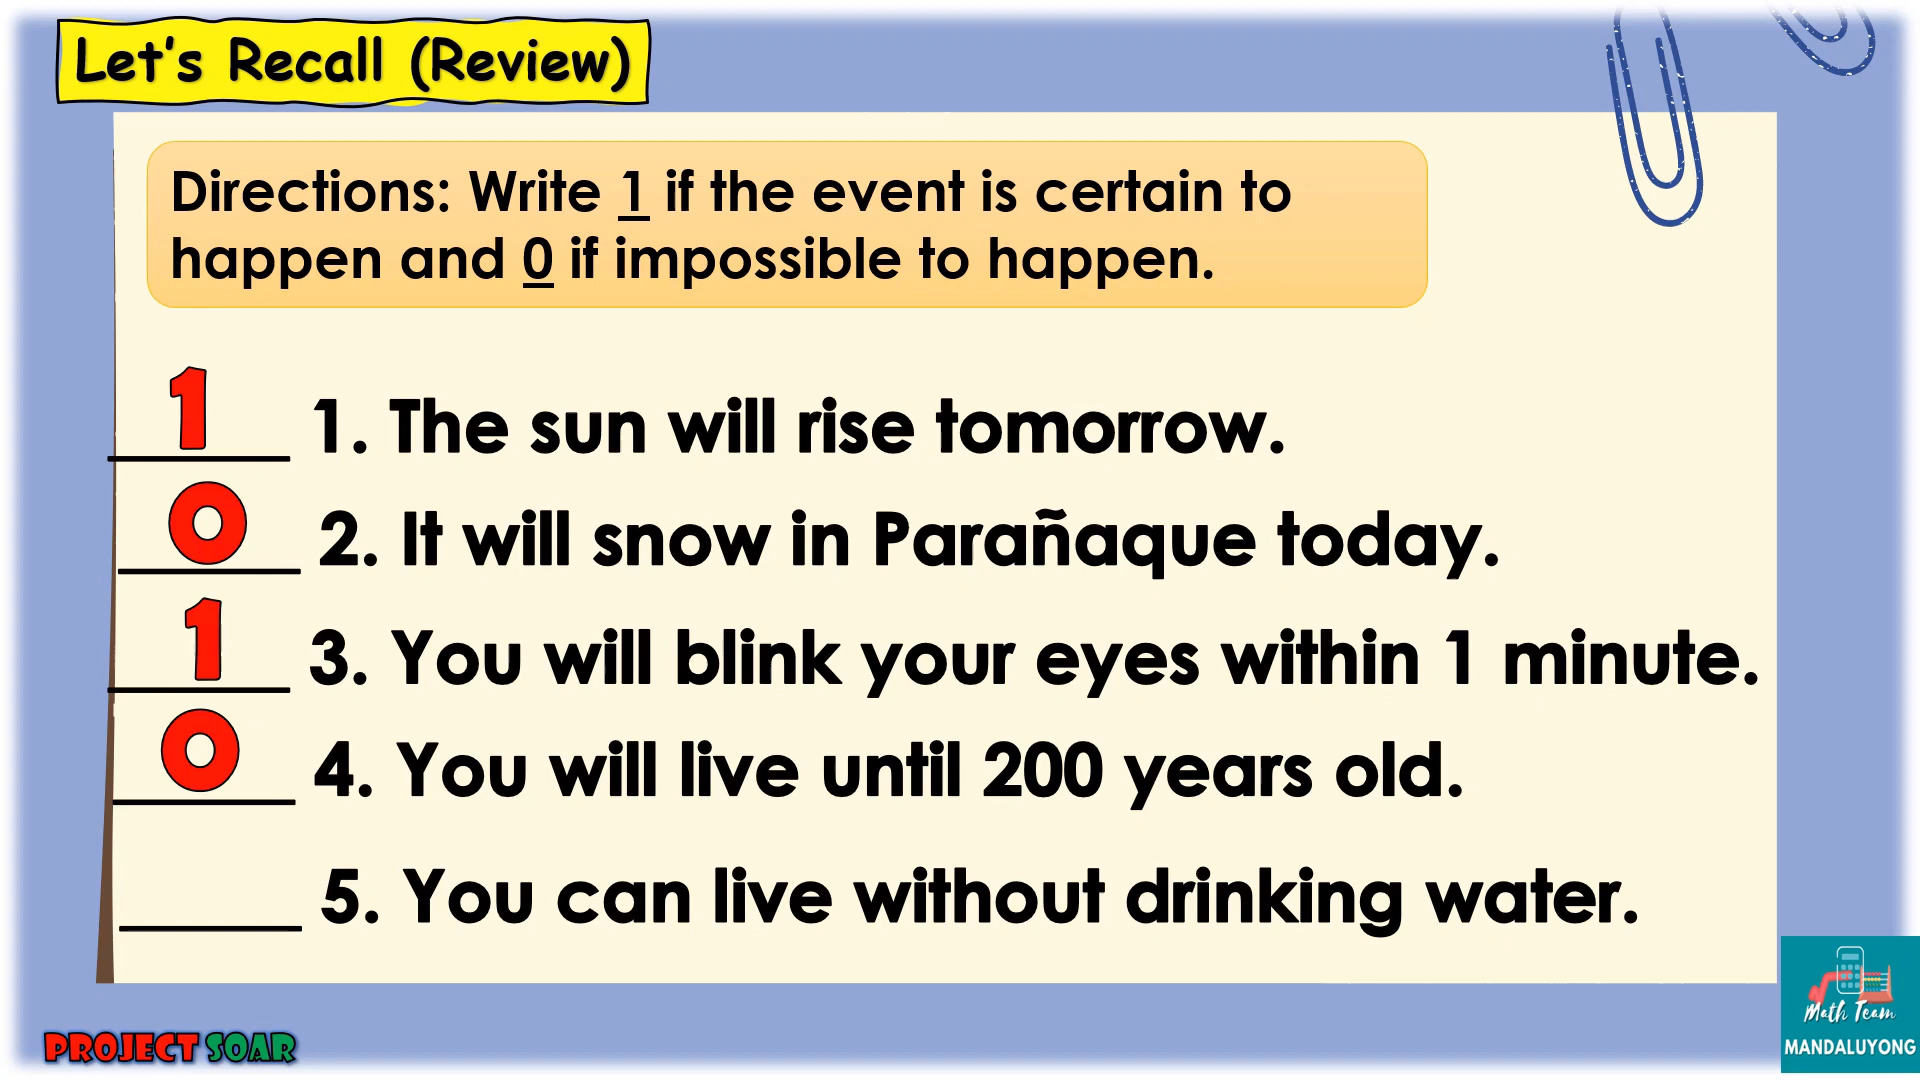 Let's Recall (Review)
Directions: Write 1 if the event is certain to
happen and 0 if impossible to happen.
1 1. The sun will rise tomorrow.
0 2. It will snow in Parañaque today.
1 3. You will blink your eyes within 1 minute.
0 4. You will live until 200 years old.
5. You can live without drinking water.
PROJECT SOAR
Math Team
MANDALUYONG